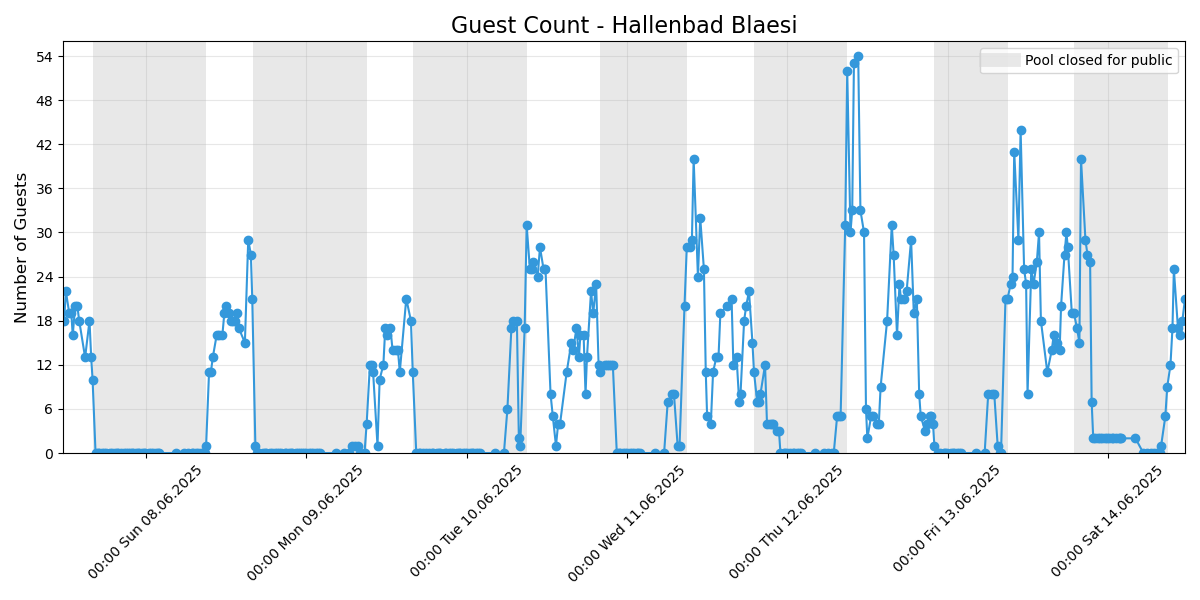 Guest Count - Hallenbad Blaesi
Pool closed for public
Number of Guests
54
48
42
36
30
24
18
12
6
0
00:00 Sun 08.06.2025
00:00 Mon 09.06.2025
00:00 Tue 10.06.2025
00:00 Wed 11.06.2025
00:00 Thu 12.06.2025
00:00 Fri 13.06.2025
00:00 Sat 14.06.2025